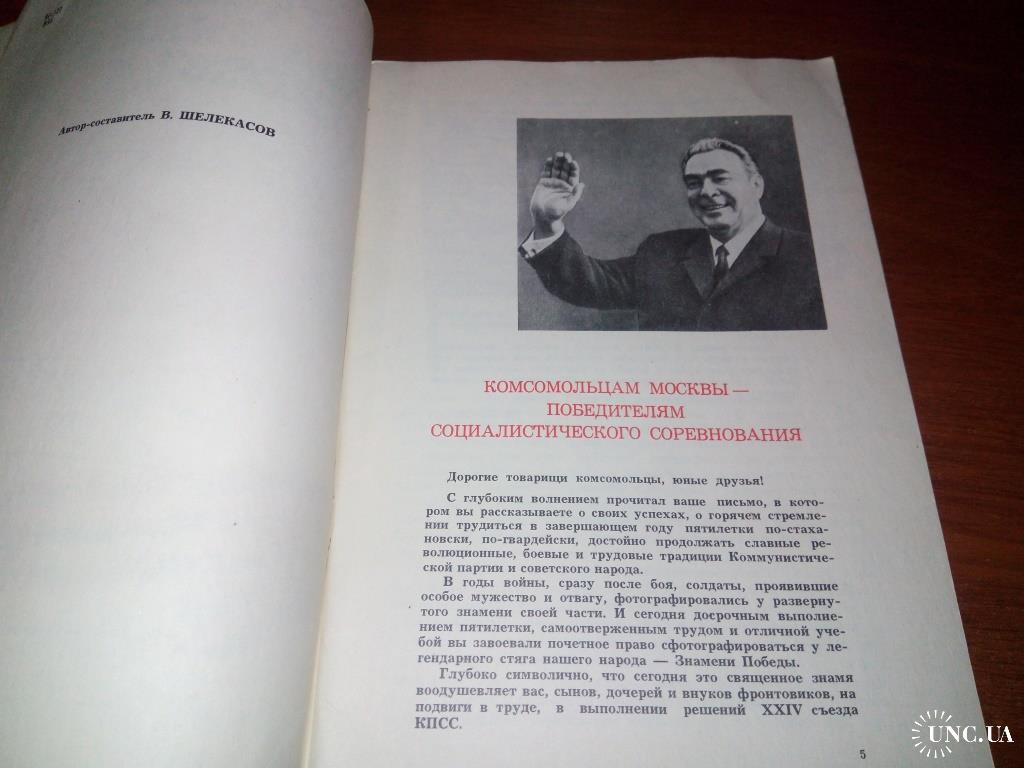 Автор-составитель В. ШЕЛЕКАСОВ
КОМСОМОЛЬЦАМ МОСКВЫ —
ПОБЕДИТЕЛЯМ
СОЦИАЛИСТИЧЕСКОГО СОРЕВНОВАНИЯ
Дорогие товарищи комсомольцы, юные друзья!
С глубоким волнением прочитал ваше письмо, в кото-
ром вы рассказываете о своих успехах, о горячем стремле-
нии трудиться в завершающем году пятилетки по-стаха-
новски, по-гвардейски, достойно продолжать славные ре-
волюционные, боевые и трудовые традиции Коммунистиче-
ской партии и советского народа.
В годы войны, сразу после боя, солдаты, проявившие
особое мужество и отвагу, фотографировались у разверну-
того знамени своей части. И сегодня досрочным выполне-
нием пятилетки, самоотверженным трудом и отличной уче-
бой вы завоевали почетное право сфотографироваться у ле-
гендарного стяга нашего народа — Знамени Победы.
Глубоко символично, что сегодня это священное знамя
воодушевляет вас, сынов, дочерей и внуков фронтовиков, на
подвиги в труде, в выполнении решений XXIV съезда
КПСС.
5
UNC.UA